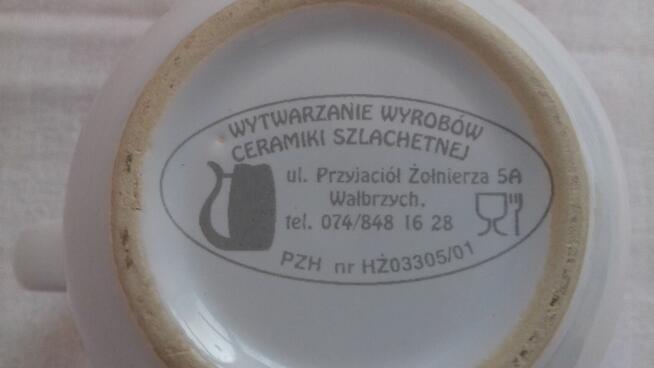 WYTWARZANIE WYROBÓW
CERAMIKI SZLACHETNEJ
ul. Przyjaciół Żołnierza 5A
Wałbrzych.
tel. 074/848 16 28
PZH nr HŻ03305/01